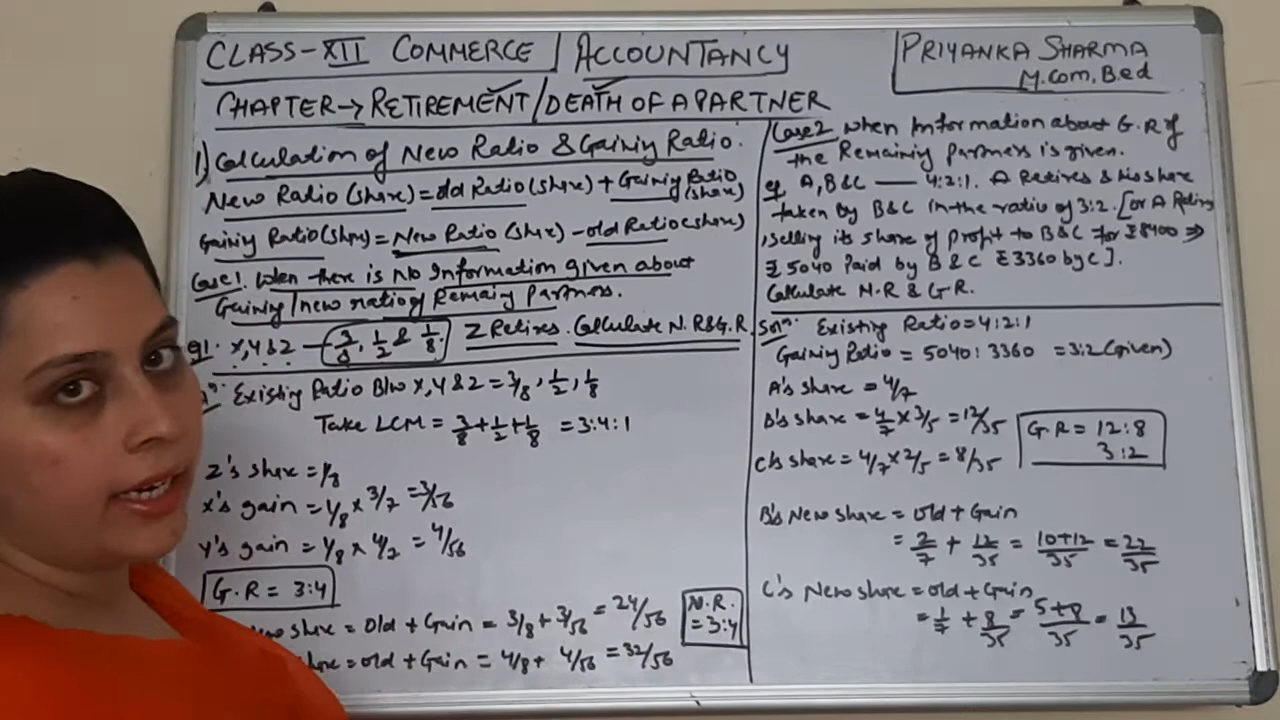 CLASS-XII COMMERCE / ACCOUNTANCY
PRIYANKA SHARMA
M.Com, B.ed
CHAPTER → RETIREMENT/DEATH OF A PARTNER
1) Calculation of New Ratio & Gaining Ratio.
New Ratio (share) = old Ratio (share) + Gaining Ratio (share)
Gaining Ratio (share) = New Ratio (share) - old Ratio (share)
Case 1. When there is No Information given about
Gaining/new ratio of Remaing Partners.
eg1. X, Y & Z — 3/8, 1/2 & 1/8. Z Retires. Calculate N.R & G.R.
Existing Ratio B/w X, Y & Z = 3/8, 1/2, 1/8
Take LCM = 3/8 + 1/2 + 1/8 = 3:4:1
Z's share = 1/8
X's gain = 1/8 × 3/7 = 3/56
Y's gain = 1/8 × 4/7 = 4/56
G.R = 3:4
share = Old + Gain = 3/8 + 3/56 = 24/56
= old + Gain = 4/8 + 4/56 = 32/56
N.R. = 3:4
Case 2 When Information about G.R of
the Remaining partners is given.
eg A, B & C — 4:2:1. A Retires & his share
taken by B & C in the ratio of 3:2. [or A Retires
, selling its share of profit to B & C for ₹8400 ⇒
₹ 5040 Paid by B & C ₹3360 by C].
Calculate N.R & G.R.
Soln: Existing Ratio = 4:2:1
Gaining Ratio = 5040 : 3360 = 3:2 (given)
A's share = 4/7
B's share = 4/7 × 3/5 = 12/35
C's share = 4/7 × 2/5 = 8/35
G.R = 12:8
3:2
B's New share = old + Gain
= 2/7 + 12/35 = 10+12/35 = 22/35
C's New share = old + Gain
= 1/7 + 8/35 = 5+8/35 = 13/35